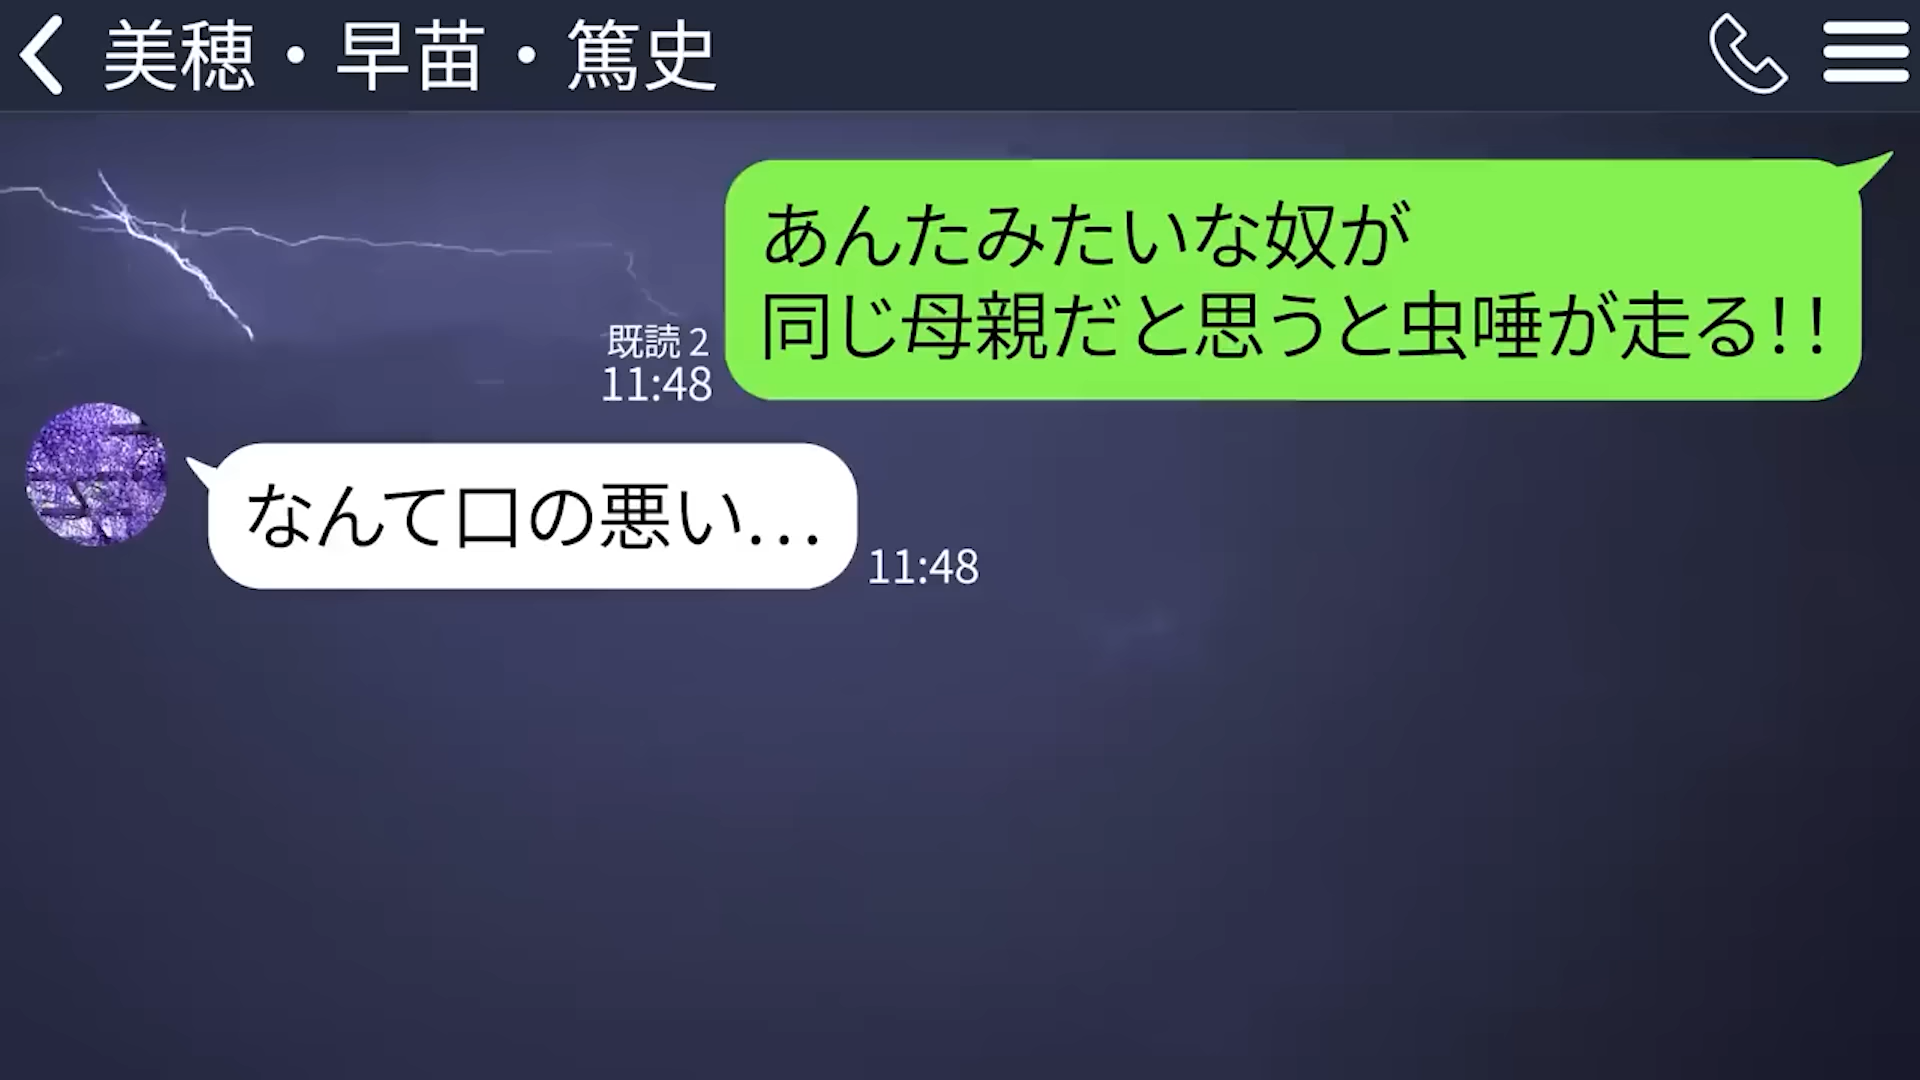 美穂・早苗・篤史
あんたみたいな奴が
同じ母親だと思うと虫唾が走る!!
既読 2
11:48
なんて口の悪い…
11:48